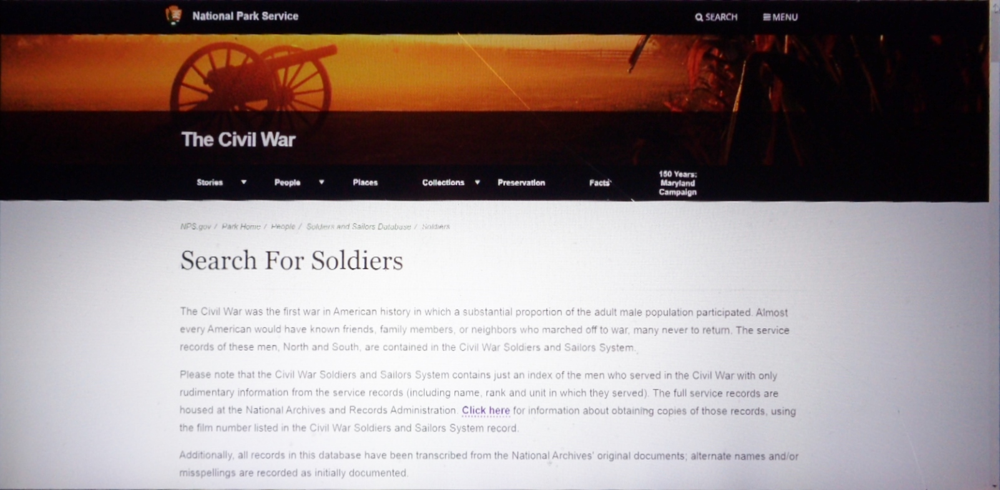 National Park Service
SEARCH
MENU
The Civil War
Stories
People
Places
Collections
Preservation
Facts
150 Years:
Maryland
Campaign
NPS.gov / Park Home / People / Soldiers and Sailors Database / Soldiers
Search For Soldiers
The Civil War was the first war in American history in which a substantial proportion of the adult male population participated. Almost
every American would have known friends, family members, or neighbors who marched off to war, many never to return. The service
records of these men, North and South, are contained in the Civil War Soldiers and Sailors System.
Please note that the Civil War Soldiers and Sailors System contains just an index of the men who served in the Civil War with only
rudimentary information from the service records (including name, rank and unit in which they served). The full service records are
housed at the National Archives and Records Administration. Click here for information about obtaining copies of those records, using
the film number listed in the Civil War Soldiers and Sailors System record.
Additionally, all records in this database have been transcribed from the National Archives' original documents; alternate names and/or
misspellings are recorded as initially documented.